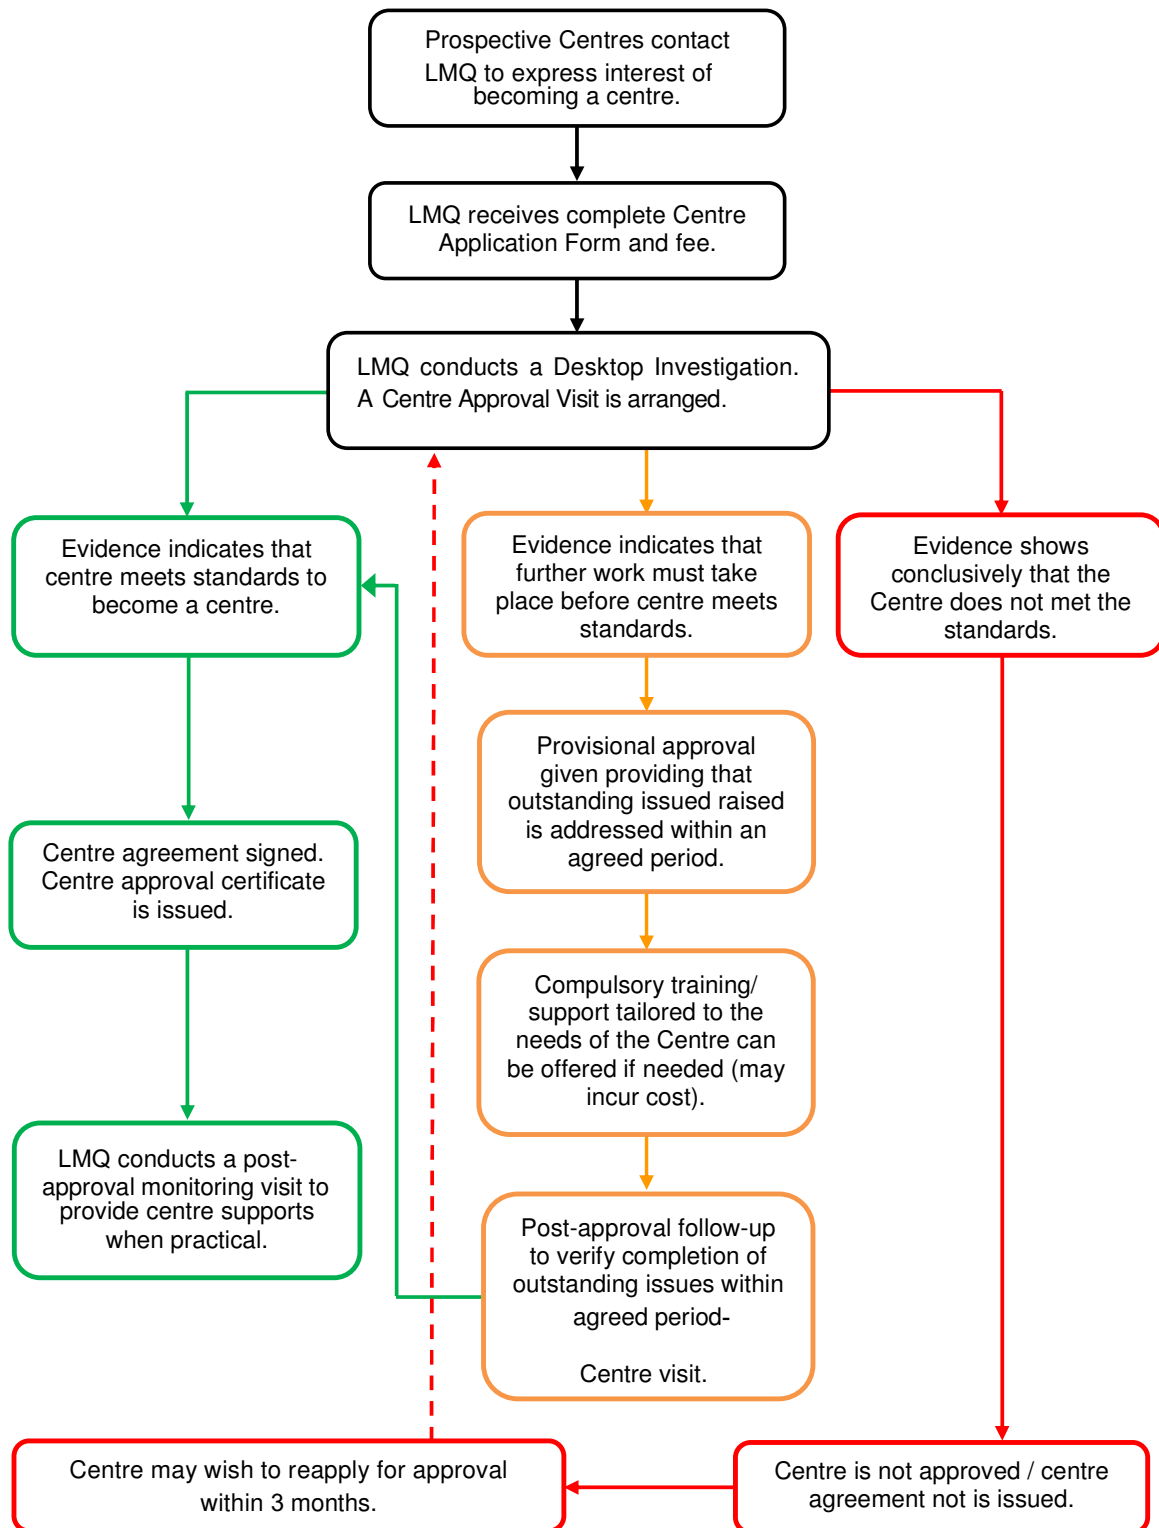 Prospective Centres contact
LMQ to express interest of
becoming a centre.
LMQ receives complete Centre
Application Form and fee.
LMQ conducts a Desktop Investigation.
A Centre Approval Visit is arranged.
Evidence indicates that
centre meets standards to
become a centre.
Evidence indicates that
further work must take
place before centre meets
standards.
Evidence shows
conclusively that the
Centre does not met the
standards.
Provisional approval
given providing that
outstanding issued raised
is addressed within an
agreed period.
Centre agreement signed.
Centre approval certificate
is issued.
Compulsory training/
support tailored to the
needs of the Centre can
be offered if needed (may
incur cost).
LMQ conducts a post-
approval monitoring visit to
provide centre supports
when practical.
Post-approval follow-up
to verify completion of
outstanding issues within
agreed period-
Centre visit.
Centre may wish to reapply for approval
within 3 months.
Centre is not approved / centre
agreement not is issued.